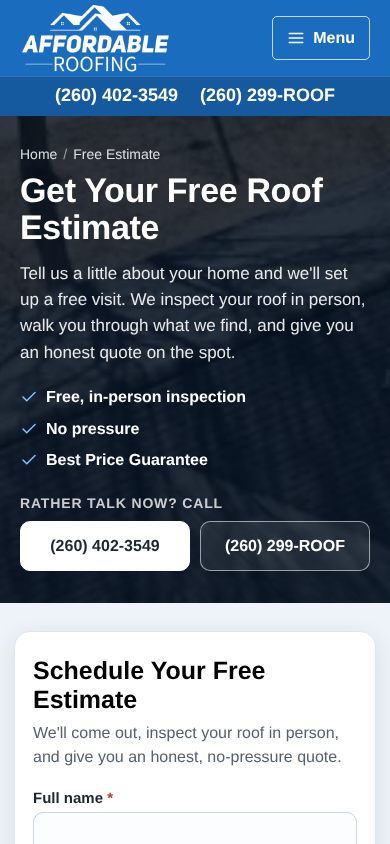 AFFORDABLE
ROOFING
Menu
(260) 402-3549 (260) 299-ROOF
Home / Free Estimate
Get Your Free Roof
Estimate
Tell us a little about your home and we'll set
up a free visit. We inspect your roof in person,
walk you through what we find, and give you
an honest quote on the spot.
Free, in-person inspection
No pressure
Best Price Guarantee
RATHER TALK NOW? CALL
(260) 402-3549 (260) 299-ROOF
Schedule Your Free
Estimate
We'll come out, inspect your roof in person,
and give you an honest, no-pressure quote.
Full name *